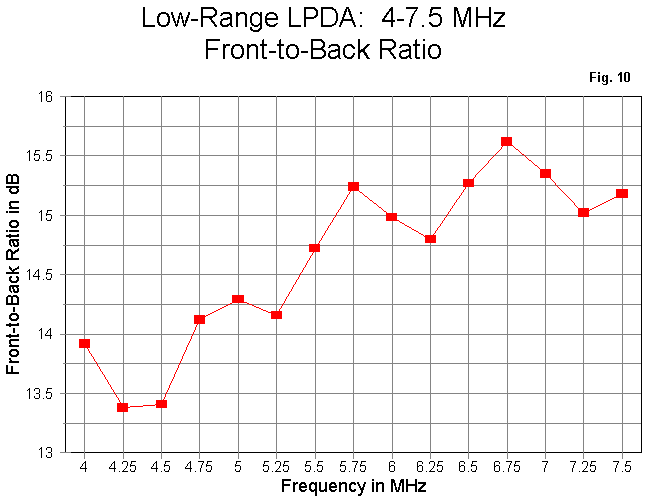 Low-Range LPDA:  4-7.5 MHz
Front-to-Back Ratio
Fig. 10
16
15.5
15
14.5
14
13.5
13
Front-to-Back Ratio in dB
4 4.25 4.5 4.75 5 5.25 5.5 5.75 6 6.25 6.5 6.75 7 7.25 7.5
Frequency in MHz